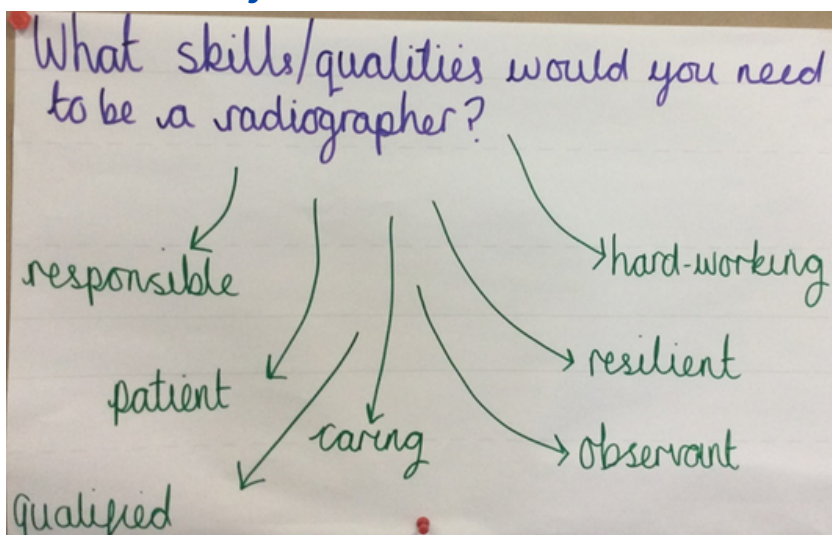 What skills/qualities would you need
to be a radiographer?
responsible
hard-working
patient
resilient
caring
observant
qualified